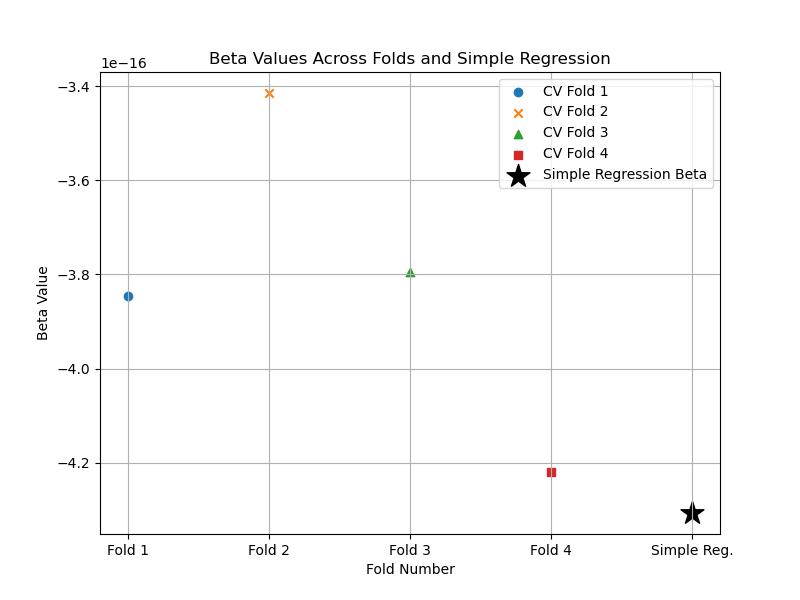 Beta Values Across Folds and Simple Regression
1e−16
−3.4
−3.6
−3.8
−4.0
−4.2
Beta Value
CV Fold 1
CV Fold 2
CV Fold 3
CV Fold 4
Simple Regression Beta
Fold 1 Fold 2 Fold 3 Fold 4 Simple Reg.
Fold Number